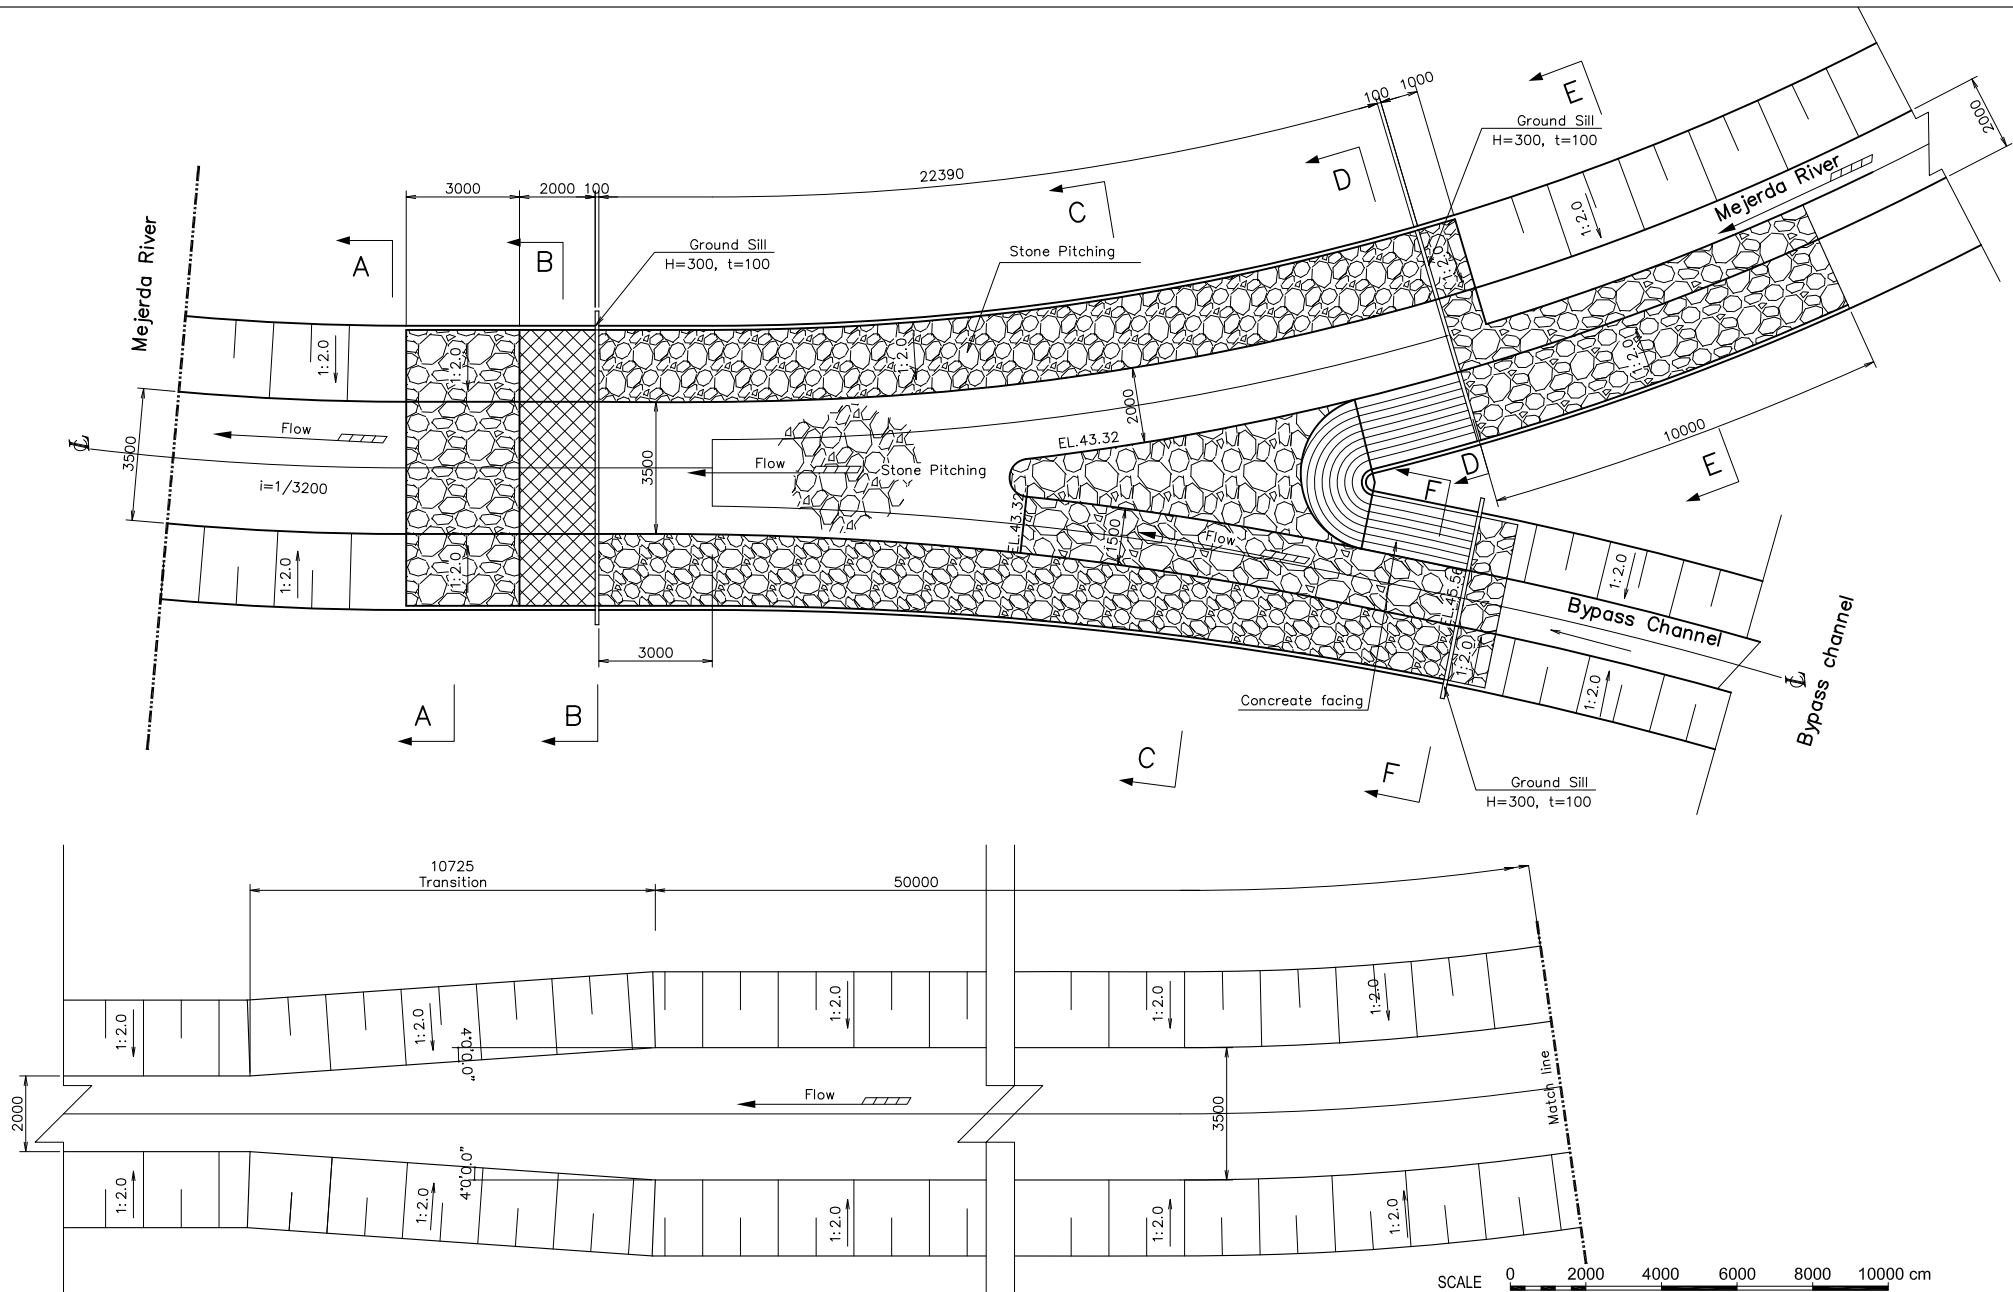 100
1000
E
Ground Sill
H=300, t=100
2000
22390
D
3000
2000
100
C
Mejerda River
1:2.0
Mejerda River
A
B
Ground Sill
H=300, t=100
Stone Pitching
1:2.0
1:2.0
1:2.0
1:2.0
1:2.0
2000
10000
Flow
EL.43.32
3500
Flow
Stone Pitching
3500
D
E
F
i=1/3200
EL.43.32
1500
Flow
1:2.0
1:2.0
1:2.0
EL.45.56
Bypass Channel
3000
1:2.0
1:2.0
Bypass channel
Concreate facing
A
B
C
F
Ground Sill
H=300, t=100
10725
Transition
50000
1:2.0
1:2.0
4°0'0.0"
1:2.0
1:2.0
1:2.0
Flow
2000
3500
Match line
1:2.0
1:2.0
4°0'0.0"
1:2.0
1:2.0
1:2.0
SCALE
0 2000 4000 6000 8000 10000 cm